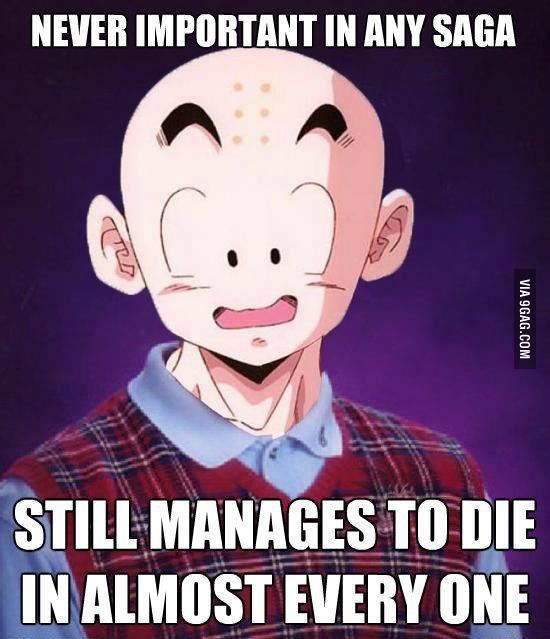 NEVER IMPORTANT IN ANY SAGA
VIA 9GAG.COM
STILL MANAGES TO DIE
IN ALMOST EVERY ONE